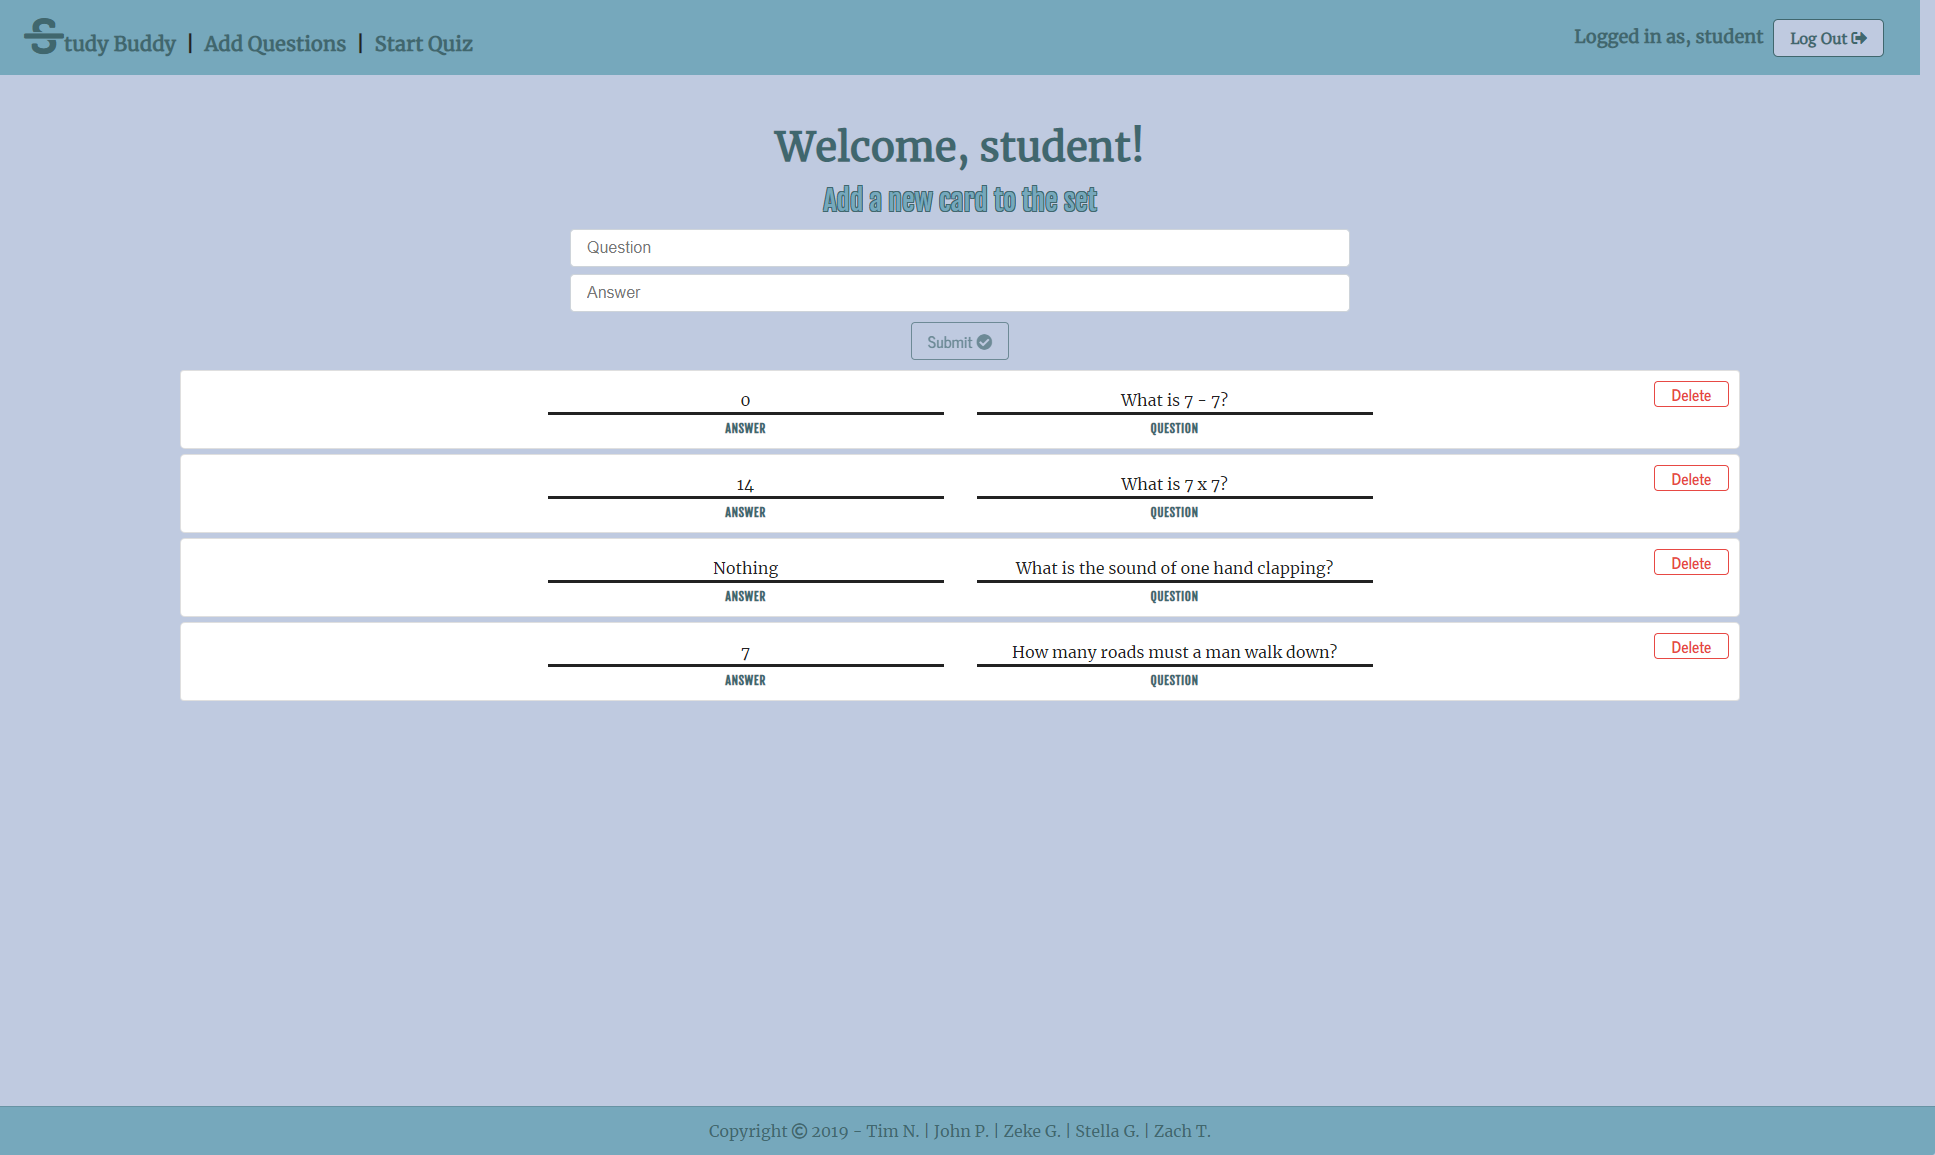 Study Buddy | Add Questions | Start Quiz
Logged in as, student Log Out
Welcome, student!
Add a new card to the set
Question
Answer
Submit
0 What is 7 - 7? Delete
ANSWER QUESTION
14 What is 7 x 7? Delete
ANSWER QUESTION
Nothing What is the sound of one hand clapping? Delete
ANSWER QUESTION
7 How many roads must a man walk down? Delete
ANSWER QUESTION
Copyright © 2019 - Tim N. | John P. | Zeke G. | Stella G. | Zach T.